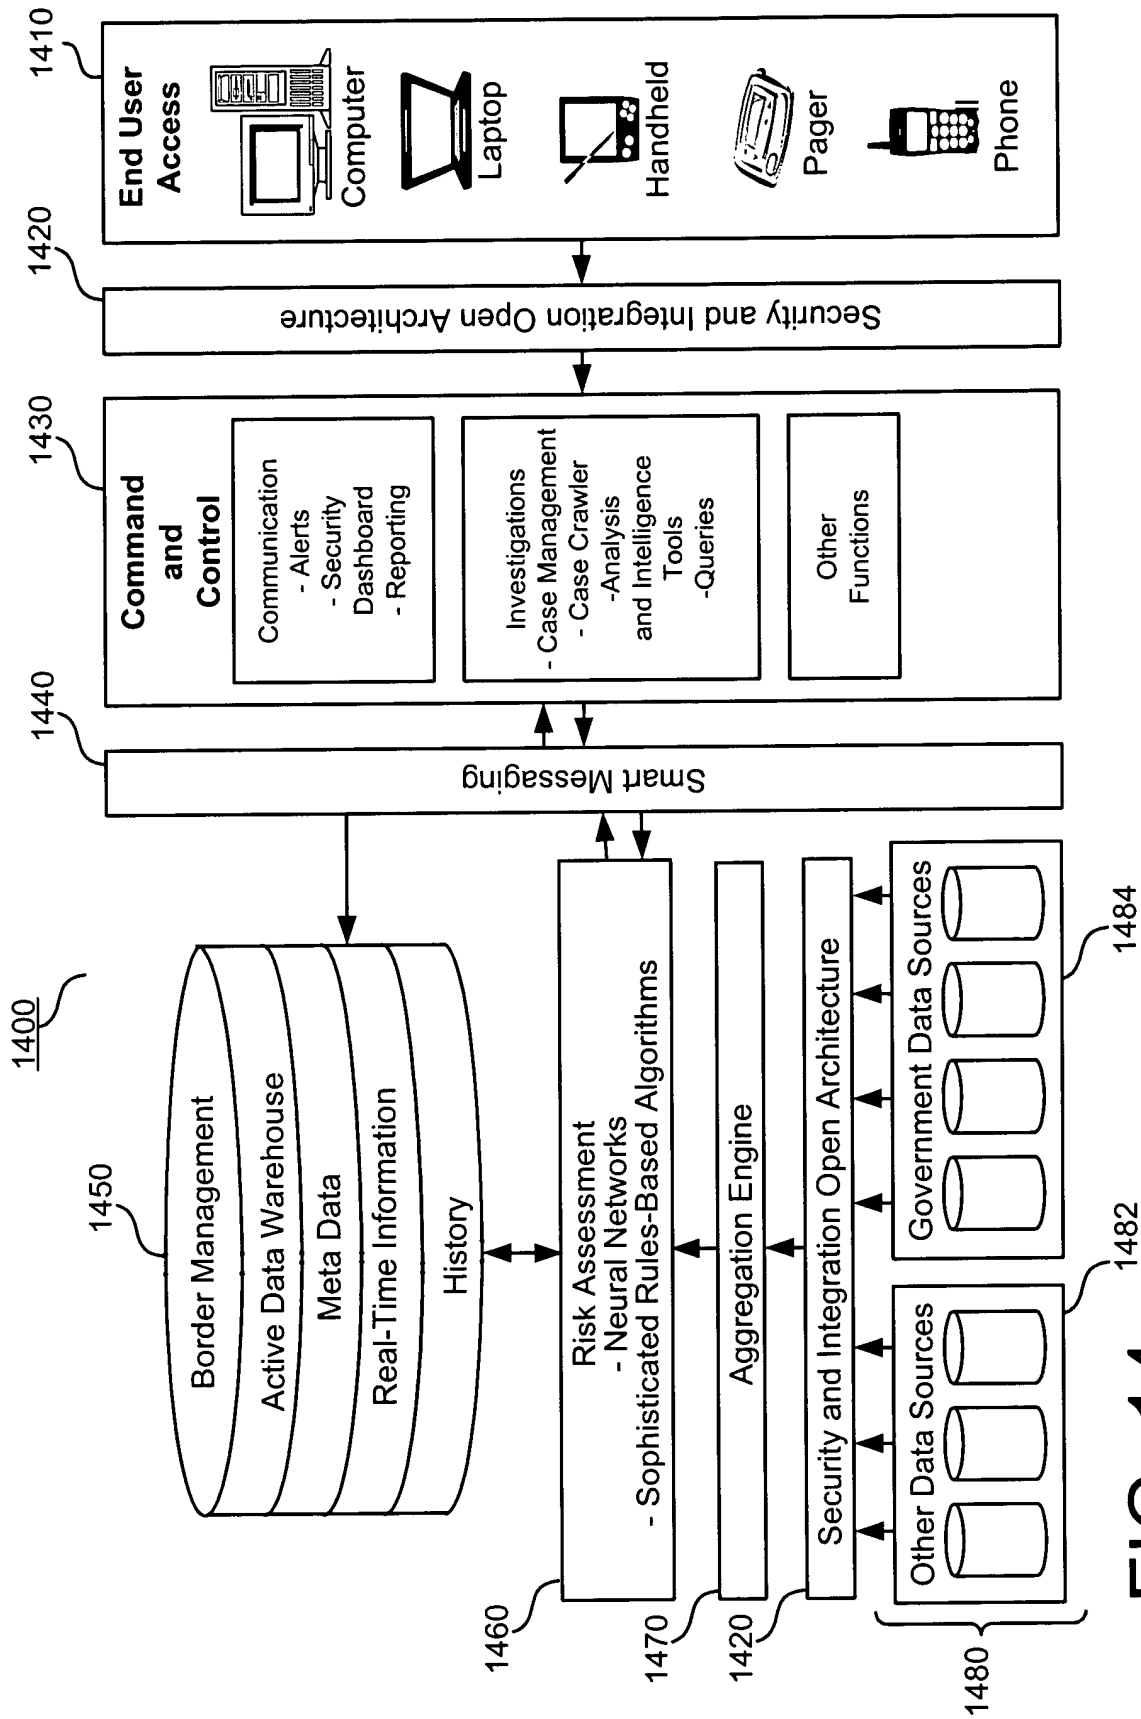 1400
1450
Border Management
Active Data Warehouse
Meta Data
Real-Time Information
History
1460
Risk Assessment
- Neural Networks
- Sophisticated Rules-Based Algorithms
1470
Aggregation Engine
1420
Security and Integration Open Architecture
1480
Other Data Sources
1482
Government Data Sources
1484
1440
Smart Messaging
1430
Command
and
Control
Communication
- Alerts
- Security
Dashboard
- Reporting
Investigations
- Case Management
- Case Crawler
-Analysis
and Intelligence
Tools
-Queries
Other
Functions
1420
Security and Integration Open Architecture
1410
End User
Access
Computer
Laptop
Handheld
Pager
Phone